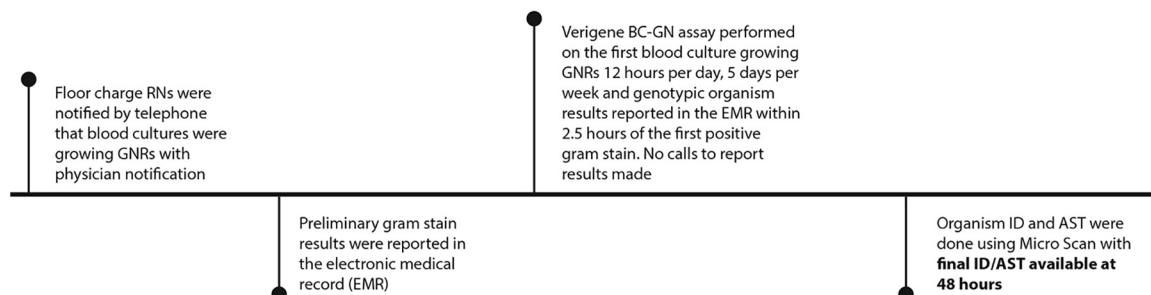 Floor charge RNs were
notified by telephone
that blood cultures were
growing GNRs with
physician notification
Preliminary gram stain
results were reported in
the electronic medical
record (EMR)
Verigene BC-GN assay performed
on the first blood culture growing
GNRs 12 hours per day, 5 days per
week and genotypic organism
results reported in the EMR within
2.5 hours of the first positive
gram stain. No calls to report
results made
Organism ID and AST were
done using Micro Scan with
final ID/AST available at
48 hours